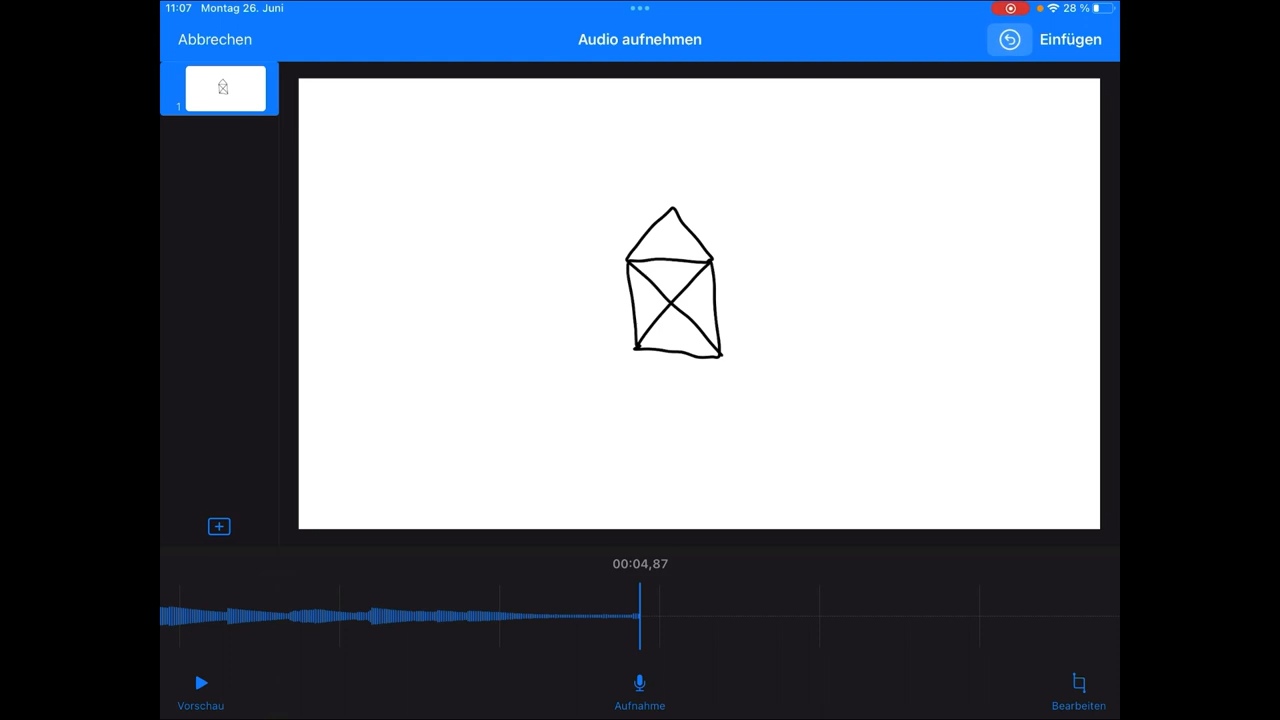 11:07 Montag 26. Juni 28 %
Abbrechen Audio aufnehmen Einfügen
1
00:04,87
Vorschau Aufnahme Bearbeiten